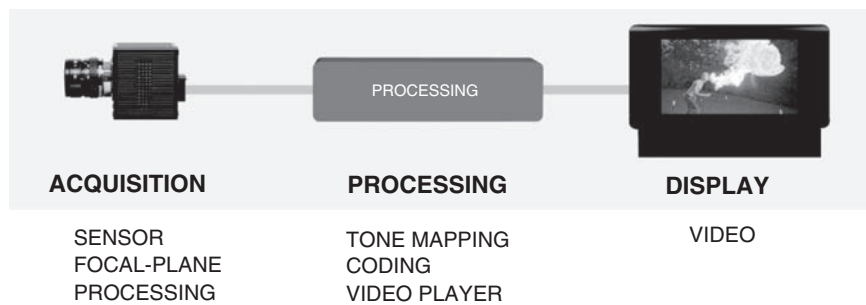 PROCESSING
ACQUISITION
PROCESSING
DISPLAY
SENSOR
FOCAL-PLANE
PROCESSING
TONE MAPPING
CODING
VIDEO PLAYER
VIDEO